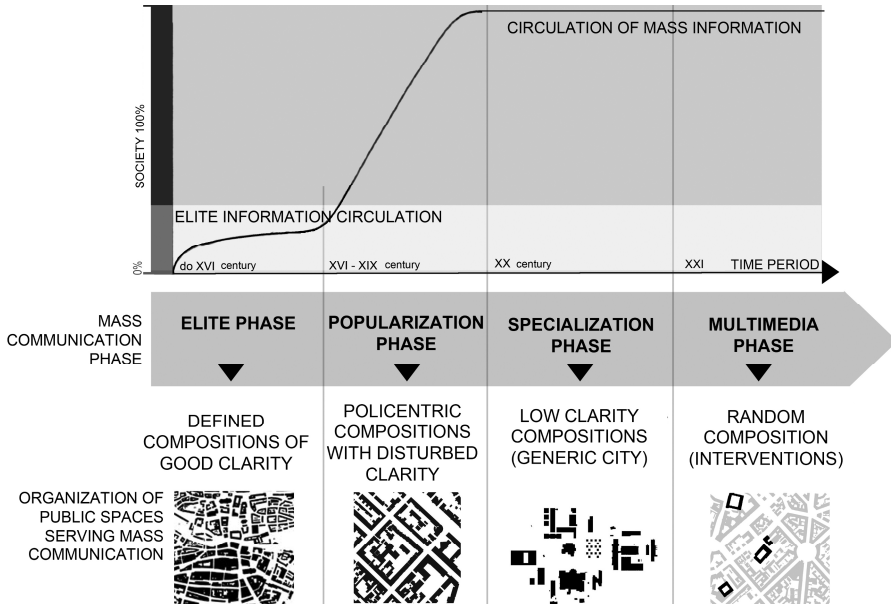 CIRCULATION OF MASS INFORMATION
SOCIETY 100%
ELITE INFORMATION CIRCULATION
0%
do XVI century
XVI - XIX century
XX century
XXI
TIME PERIOD
MASS
COMMUNICATION
PHASE
ELITE PHASE
POPULARIZATION
PHASE
SPECIALIZATION
PHASE
MULTIMEDIA
PHASE
DEFINED
COMPOSITIONS OF
GOOD CLARITY
POLICENTRIC
COMPOSITIONS
WITH DISTURBED
CLARITY
LOW CLARITY
COMPOSITIONS
(GENERIC CITY)
RANDOM
COMPOSITION
(INTERVENTIONS)
ORGANIZATION OF
PUBLIC SPACES
SERVING MASS
COMMUNICATION